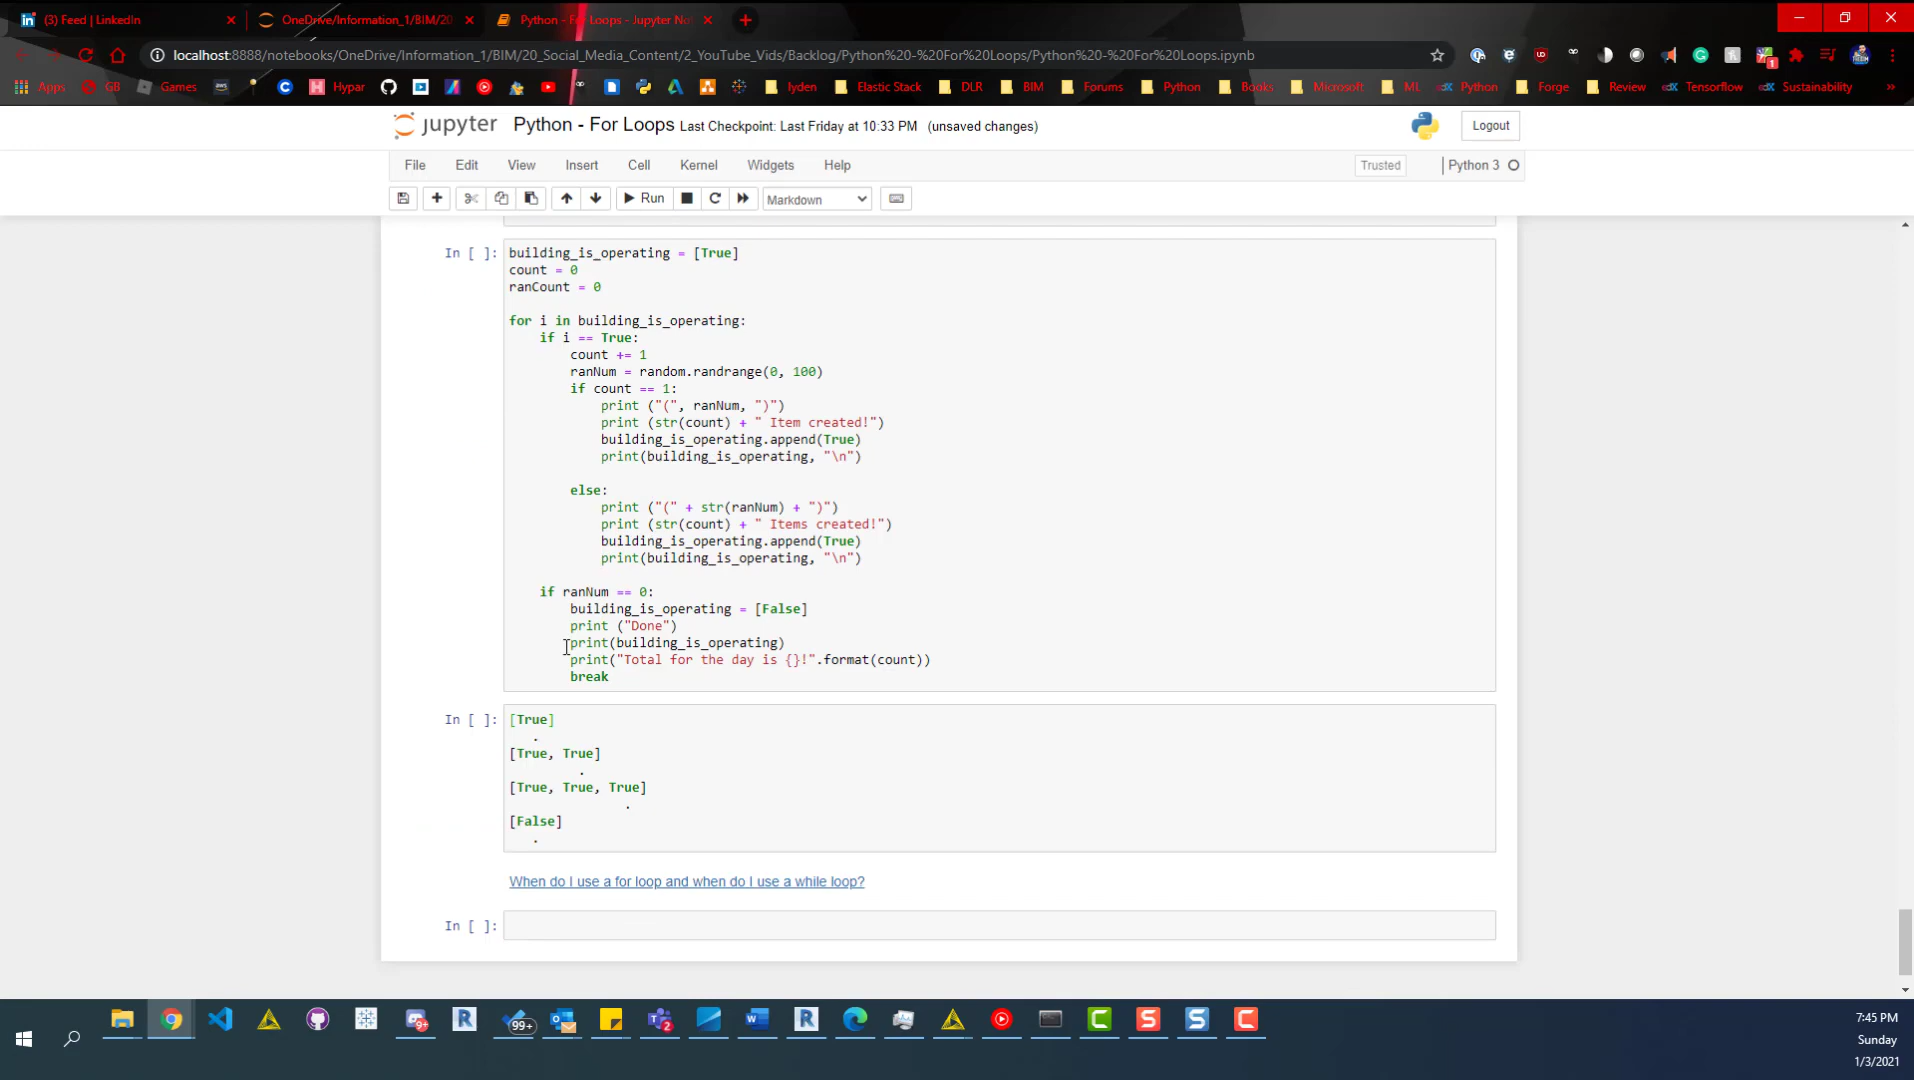 (3) Feed | LinkedIn
OneDrive/Information_1/BIM/20
Python - For Loops - Jupyter No
localhost:8888/notebooks/OneDrive/Information_1/BIM/20_Social_Media_Content/2_YouTube_Vids/Backlog/Python%20-%20For%20Loops/Python%20-%20For%20Loops.ipynb
Apps GB Games aws Hypar Iyden Elastic Stack DLR BIM Forums Python Books Microsoft ML Python Forge Review Tensorflow Sustainability »
jupyter Python - For Loops Last Checkpoint: Last Friday at 10:33 PM (unsaved changes) Logout
File Edit View Insert Cell Kernel Widgets Help Trusted Python 3
Run Markdown
In [ ]: building_is_operating = [True]
count = 0
ranCount = 0
for i in building_is_operating:
if i == True:
count += 1
ranNum = random.randrange(0, 100)
if count == 1:
print ("(", ranNum, ")")
print (str(count) + " Item created!")
building_is_operating.append(True)
print(building_is_operating, "\n")
else:
print ("(" + str(ranNum) + ")")
print (str(count) + " Items created!")
building_is_operating.append(True)
print(building_is_operating, "\n")
if ranNum == 0:
building_is_operating = [False]
print ("Done")
print(building_is_operating)
print("Total for the day is {}!".format(count))
break
In [ ]: [True]
.
[True, True]
.
[True, True, True]
.
[False]
.
When do I use a for loop and when do I use a while loop?
In [ ]:
99+
7:45 PM
Sunday
1/3/2021